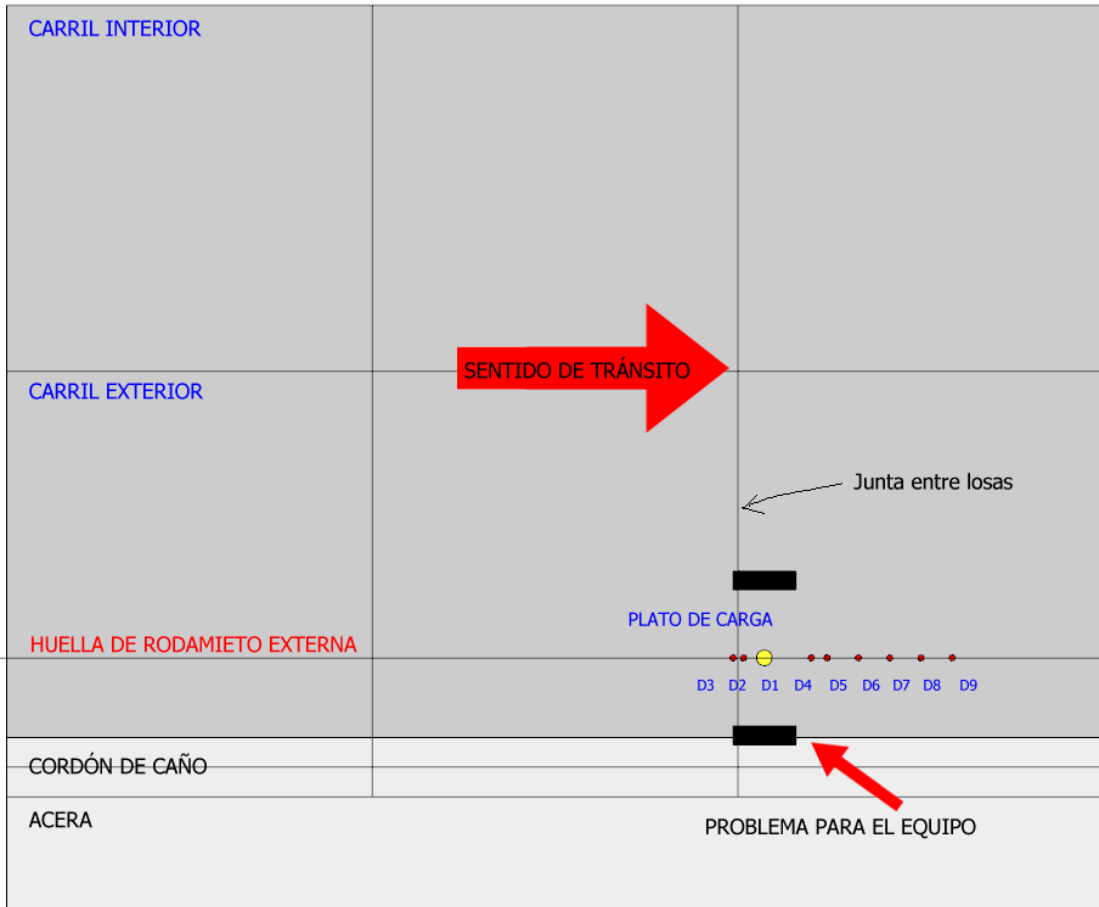 CARRIL INTERIOR
SENTIDO DE TRÁNSITO
CARRIL EXTERIOR
Junta entre losas
PLATO DE CARGA
HUELLA DE RODAMIETO EXTERNA
D3 D2 D1 D4 D5 D6 D7 D8 D9
CORDÓN DE CAÑO
ACERA
PROBLEMA PARA EL EQUIPO